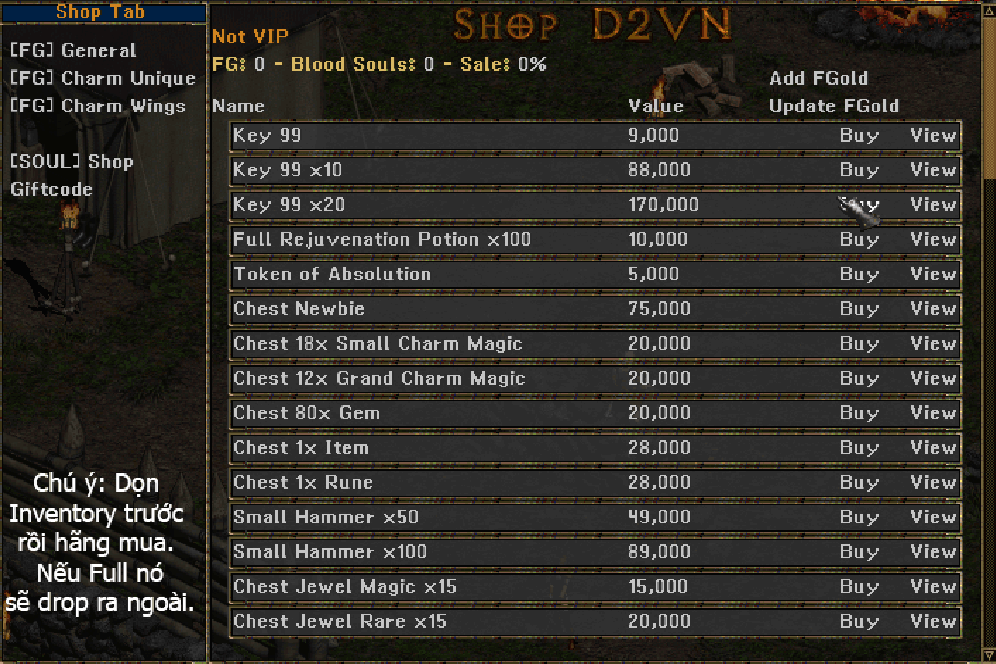 Shop Tab
[FG] General
[FG] Charm Unique
[FG] Charm Wings
[SOUL] Shop
Giftcode
Chú ý: Dọn
Inventory trước
rồi hãng mua.
Nếu Full nó
sẽ drop ra ngoài.
Shop D2VN
Not VIP
FG: 0 - Blood Souls: 0 - Sale: 0%
Add FGold
Name Value Update FGold
Key 99 9,000 Buy View
Key 99 x10 88,000 Buy View
Key 99 x20 170,000 Buy View
Full Rejuvenation Potion x100 10,000 Buy View
Token of Absolution 5,000 Buy View
Chest Newbie 75,000 Buy View
Chest 18x Small Charm Magic 20,000 Buy View
Chest 12x Grand Charm Magic 20,000 Buy View
Chest 80x Gem 20,000 Buy View
Chest 1x Item 28,000 Buy View
Chest 1x Rune 28,000 Buy View
Small Hammer x50 49,000 Buy View
Small Hammer x100 89,000 Buy View
Chest Jewel Magic x15 15,000 Buy View
Chest Jewel Rare x15 20,000 Buy View